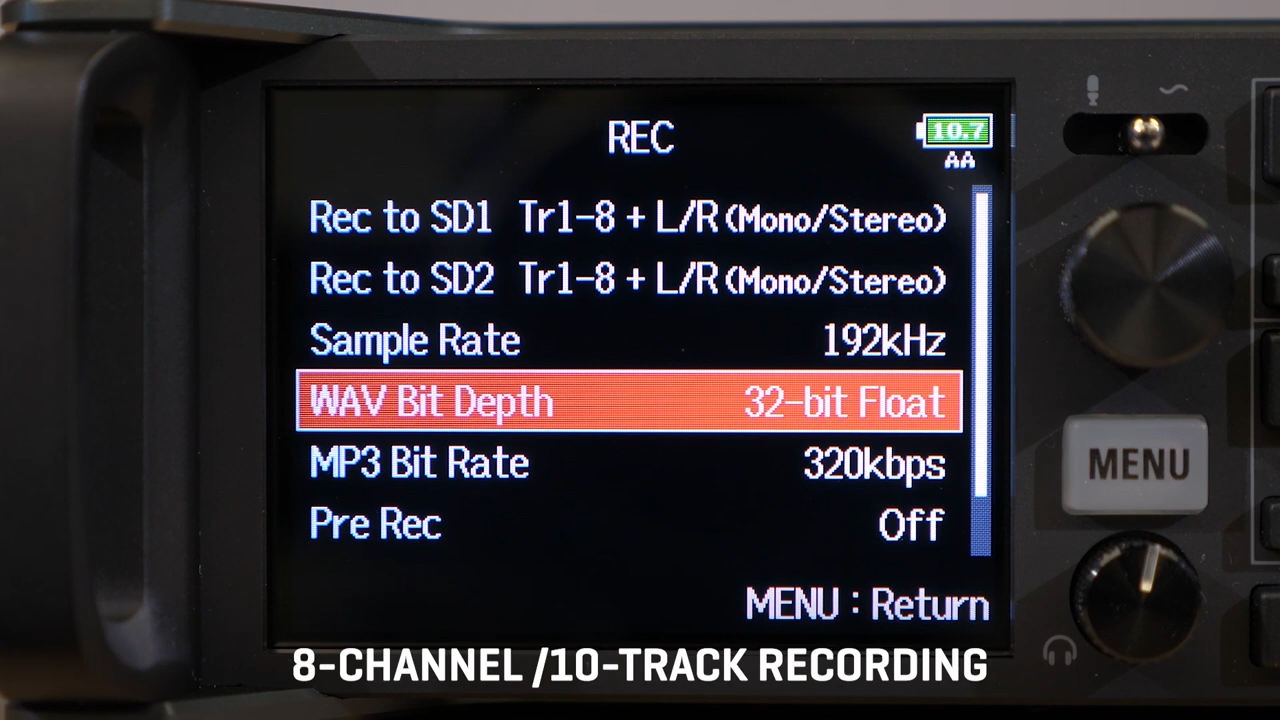 REC
10.7
AA
Rec to SD1 Tr1-8 + L/R (Mono/Stereo)
Rec to SD2 Tr1-8 + L/R (Mono/Stereo)
Sample Rate 192kHz
WAV Bit Depth 32-bit Float
MP3 Bit Rate 320kbps
Pre Rec Off
MENU : Return
MENU
8-CHANNEL /10-TRACK RECORDING